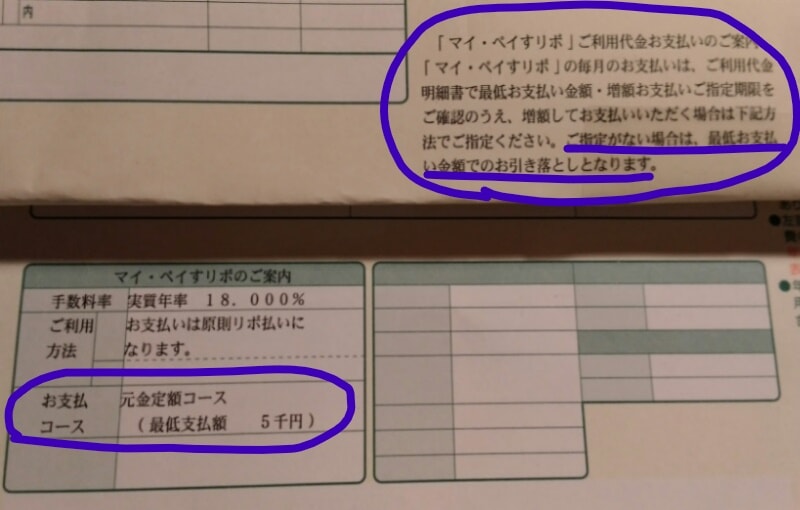 内
「マイ・ペイすリボ」ご利用代金お支払いのご案内
「マイ・ペイすリボ」の毎月のお支払いは、ご利用代金
明細書で最低お支払い金額・増額お支払いご指定期限を
ご確認のうえ、増額してお支払いいただく場合は下記方
法でご指定ください。ご指定がない場合は、最低お支払
い金額でのお引き落としとなります。
マイ・ペイすリボのご案内
手数料率 実質年率 18.000%
ご利用 お支払いは原則リボ払いに
方法 なります。
お支払 元金定額コース
コース (最低支払額 5千円)